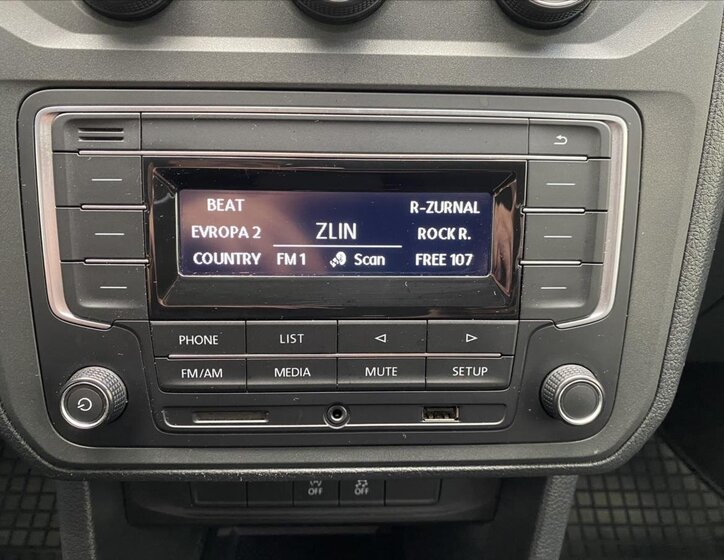 BEAT
R-ZURNAL
EVROPA 2
ZLIN
ROCK R.
COUNTRY
FM 1
Scan
FREE 107
PHONE
LIST
FM/AM
MEDIA
MUTE
SETUP
OFF
OFF